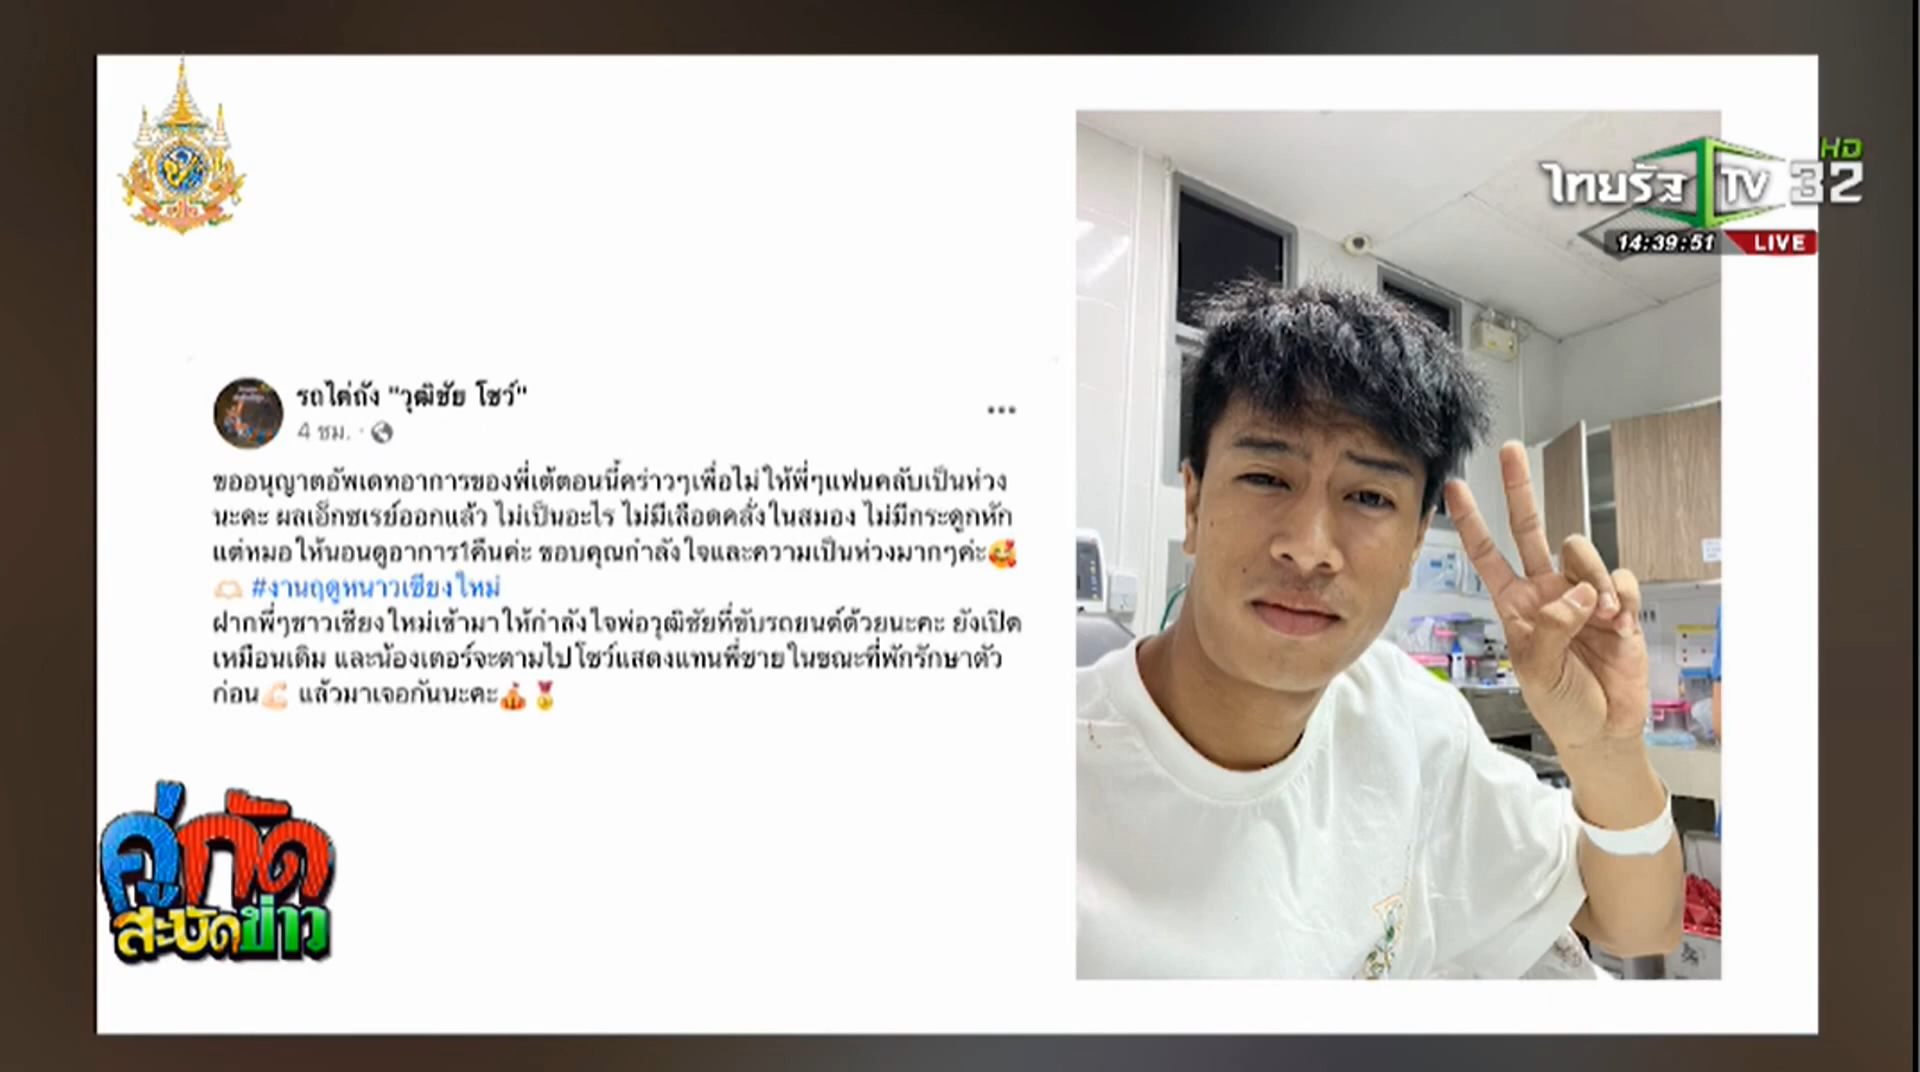 ไทยรัฐ TV HD 32
14:39:51 LIVE
รถไต่ถัง "วุฒิชัย โชว์"
4 ชม.
ขออนุญาตอัพเดทอาการของพี่เต้ตอนนี้คร่าวๆเพื่อไม่ให้พี่ๆแฟนคลับเป็นห่วง
นะคะ ผลเอ็กซเรย์ออกแล้ว ไม่เป็นอะไร ไม่มีเลือดคลั่งในสมอง ไม่มีกระดูกหัก
แต่หมอให้นอนดูอาการ1คืนค่ะ ขอบคุณกำลังใจและความเป็นห่วงมากๆค่ะ🥰
🫶🏻 #งานฤดูหนาวเชียงใหม่
ฝากพี่ๆชาวเชียงใหม่เข้ามาให้กำลังใจพ่อวุฒิชัยที่ขับรถยนต์ด้วยนะคะ ยังเปิด
เหมือนเดิม และน้องเตอร์จะตามไปโชว์แสดงแทนพี่ชายในขณะที่พักรักษาตัว
ก่อน💪🏻 แล้วมาเจอกันนะคะ🎪🏅
คู่กัด
สะบัดข่าว